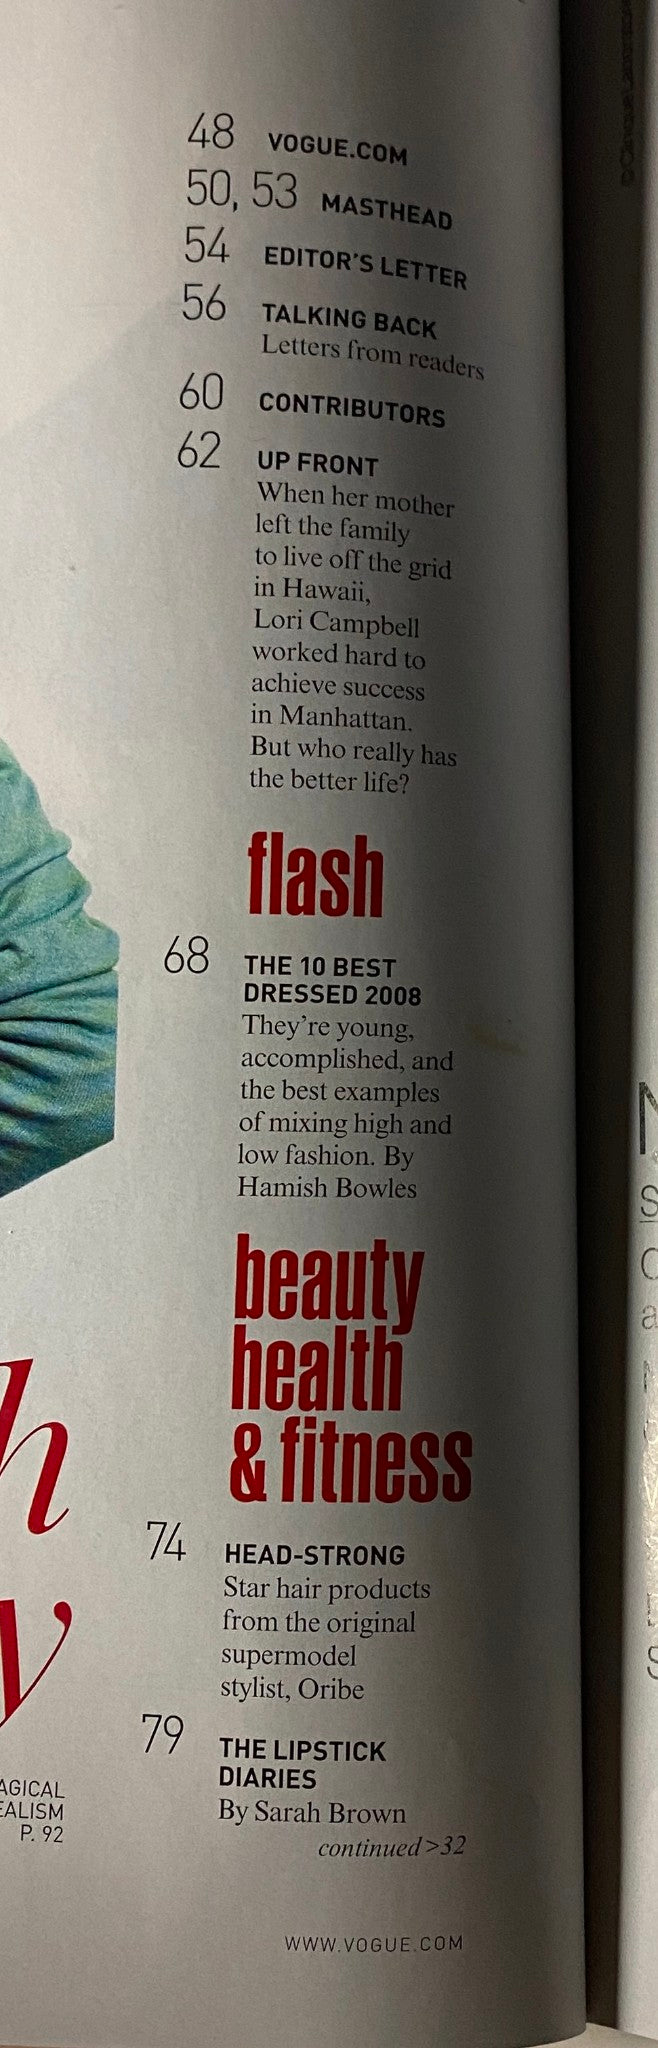 48 VOGUE.COM
50, 53 MASTHEAD
54 EDITOR'S LETTER
56 TALKING BACK
Letters from readers
60 CONTRIBUTORS
62 UP FRONT
When her mother
left the family
to live off the grid
in Hawaii,
Lori Campbell
worked hard to
achieve success
in Manhattan.
But who really has
the better life?
flash
68 THE 10 BEST
DRESSED 2008
They're young,
accomplished, and
the best examples
of mixing high and
low fashion. By
Hamish Bowles
beauty
health
& fitness
74 HEAD-STRONG
Star hair products
from the original
supermodel
stylist, Oribe
79 THE LIPSTICK
DIARIES
By Sarah Brown
continued >32
WWW.VOGUE.COM
h
y
AGICAL
EALISM
P. 92